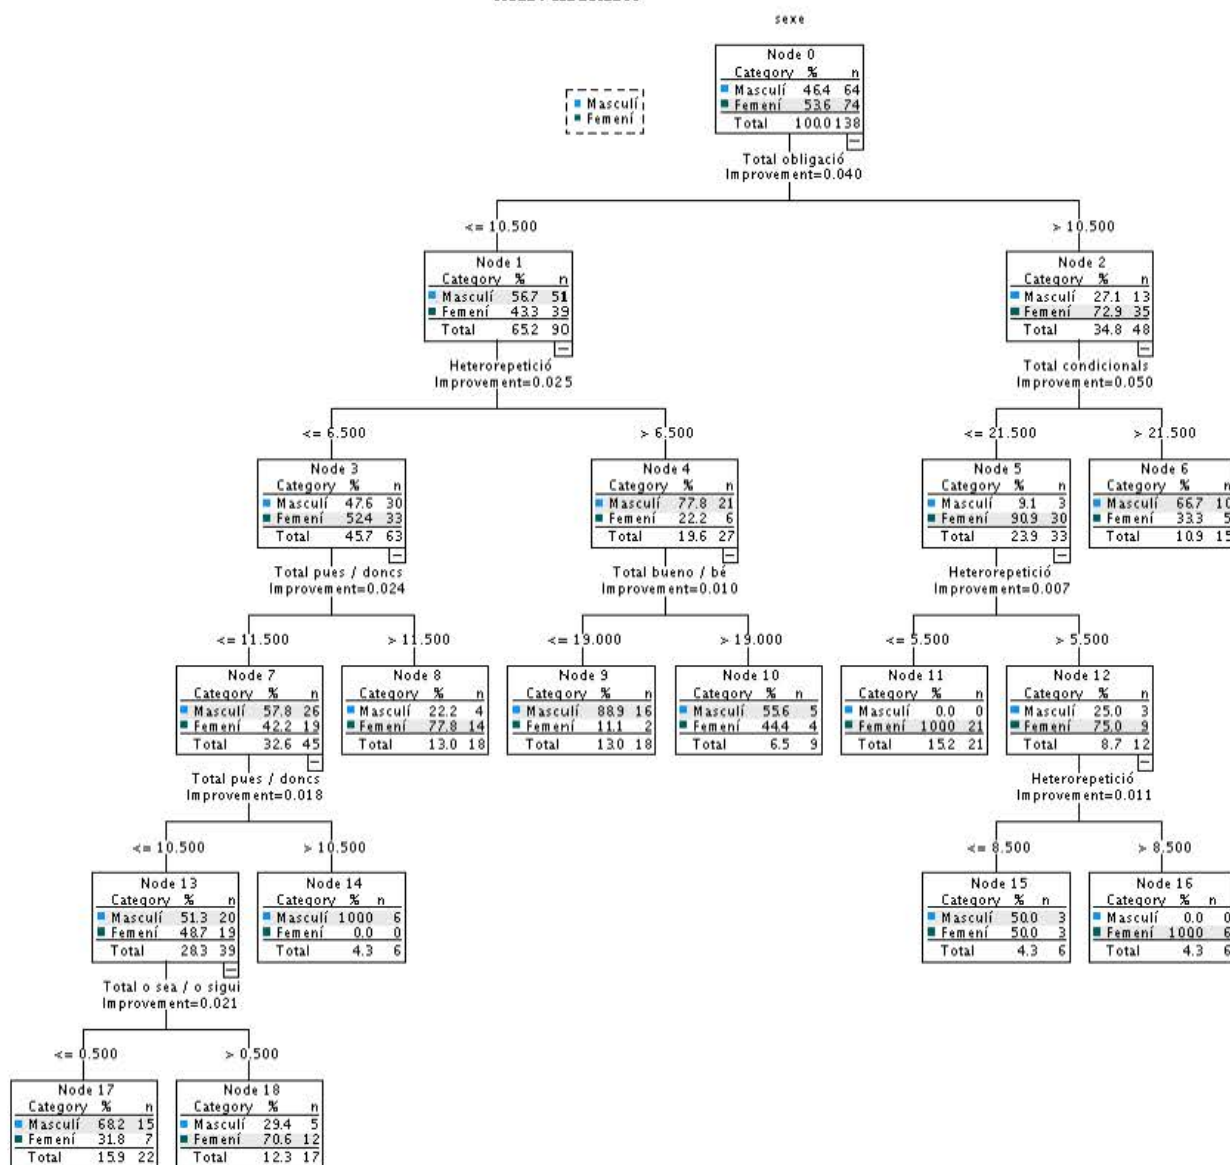 sexe
Node 0
Category % n
Masculí 46.4 64
Femení 53.6 74
Total 100.0 138
Masculí
Femení
Total obligació
Improvement=0.040
<= 10.500 > 10.500
Node 1
Category % n
Masculí 56.7 51
Femení 43.3 39
Total 65.2 90
Node 2
Category % n
Masculí 27.1 13
Femení 72.9 35
Total 34.8 48
Heterorepetició
Improvement=0.025
Total condicionals
Improvement=0.050
<= 6.500 > 6.500 <= 21.500 > 21.500
Node 3
Category % n
Masculí 47.6 30
Femení 52.4 33
Total 45.7 63
Node 4
Category % n
Masculí 77.8 21
Femení 22.2 6
Total 19.6 27
Node 5
Category % n
Masculí 9.1 3
Femení 90.9 30
Total 23.9 33
Node 6
Category % n
Masculí 66.7 10
Femení 33.3 5
Total 10.9 15
Total pues / doncs
Improvement=0.024
Total bueno / bé
Improvement=0.010
Heterorepetició
Improvement=0.007
<= 11.500 > 11.500 <= 19.000 > 19.000 <= 5.500 > 5.500
Node 7
Category % n
Masculí 57.8 26
Femení 42.2 19
Total 32.6 45
Node 8
Category % n
Masculí 22.2 4
Femení 77.8 14
Total 13.0 18
Node 9
Category % n
Masculí 88.9 16
Femení 11.1 2
Total 13.0 18
Node 10
Category % n
Masculí 55.6 5
Femení 44.4 4
Total 6.5 9
Node 11
Category % n
Masculí 0.0 0
Femení 100.0 21
Total 15.2 21
Node 12
Category % n
Masculí 25.0 3
Femení 75.0 9
Total 8.7 12
Total pues / doncs
Improvement=0.018
Heterorepetició
Improvement=0.011
<= 10.500 > 10.500 <= 8.500 > 8.500
Node 13
Category % n
Masculí 51.3 20
Femení 48.7 19
Total 28.3 39
Node 14
Category % n
Masculí 100.0 6
Femení 0.0 0
Total 4.3 6
Node 15
Category % n
Masculí 50.0 3
Femení 50.0 3
Total 4.3 6
Node 16
Category % n
Masculí 0.0 0
Femení 100.0 6
Total 4.3 6
Total o sea / o sigui
Improvement=0.021
<= 0.500 > 0.500
Node 17
Category % n
Masculí 68.2 15
Femení 31.8 7
Total 15.9 22
Node 18
Category % n
Masculí 29.4 5
Femení 70.6 12
Total 12.3 17